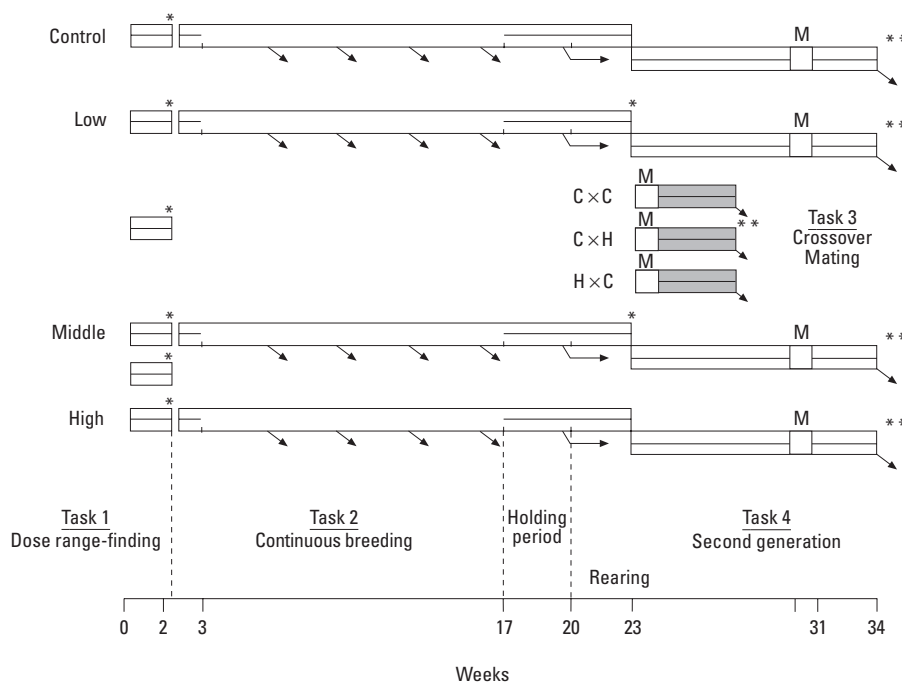 Control
*
M
* *
Low
*
*
M
* *
M
C × C
*
M
C × H
* *
Task 3
Crossover
Mating
M
H × C
Middle
*
*
M
* *
*
High
*
M
* *
Task 1
Dose range-finding
Task 2
Continuous breeding
Holding
period
Task 4
Second generation
Rearing
0 2 3 17 20 23 31 34
Weeks